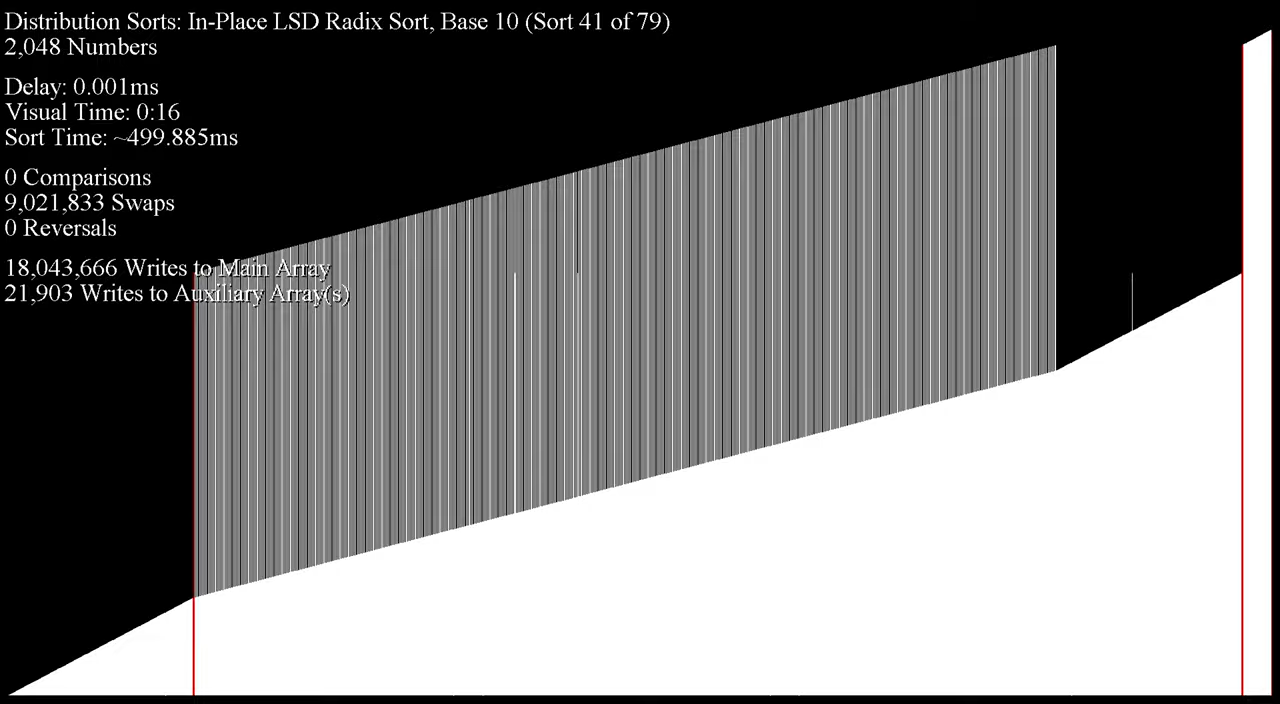 Distribution Sorts: In-Place LSD Radix Sort, Base 10 (Sort 41 of 79)
2,048 Numbers
Delay: 0.001ms
Visual Time: 0:16
Sort Time: ~499.885ms
0 Comparisons
9,021,833 Swaps
0 Reversals
18,043,666 Writes to Main Array
21,903 Writes to Auxiliary Array(s)